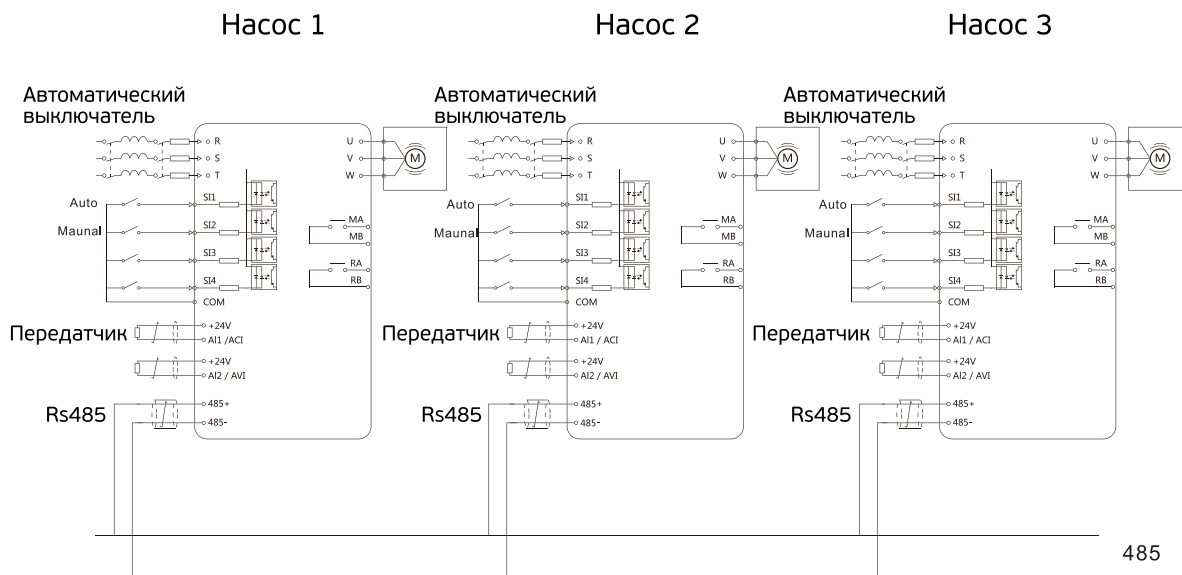 Насос 1
Насос 2
Насос 3
Автоматический
выключатель
R
S
T
U
V
W
M
Auto
Maunal
SI1
SI2
SI3
SI4
COM
MA
MB
RA
RB
Передатчик
+24V
AI1 /ACI
+24V
AI2 / AVI
Rs485
485+
485-
Автоматический
выключатель
R
S
T
U
V
W
M
Auto
Maunal
SI1
SI2
SI3
SI4
COM
MA
MB
RA
RB
Передатчик
+24V
AI1 /ACI
+24V
AI2 / AVI
Rs485
485+
485-
Автоматический
выключатель
R
S
T
U
V
W
M
Auto
Maunal
SI1
SI2
SI3
SI4
COM
MA
MB
RA
RB
Передатчик
+24V
AI1 /ACI
+24V
AI2 / AVI
Rs485
485+
485-
485